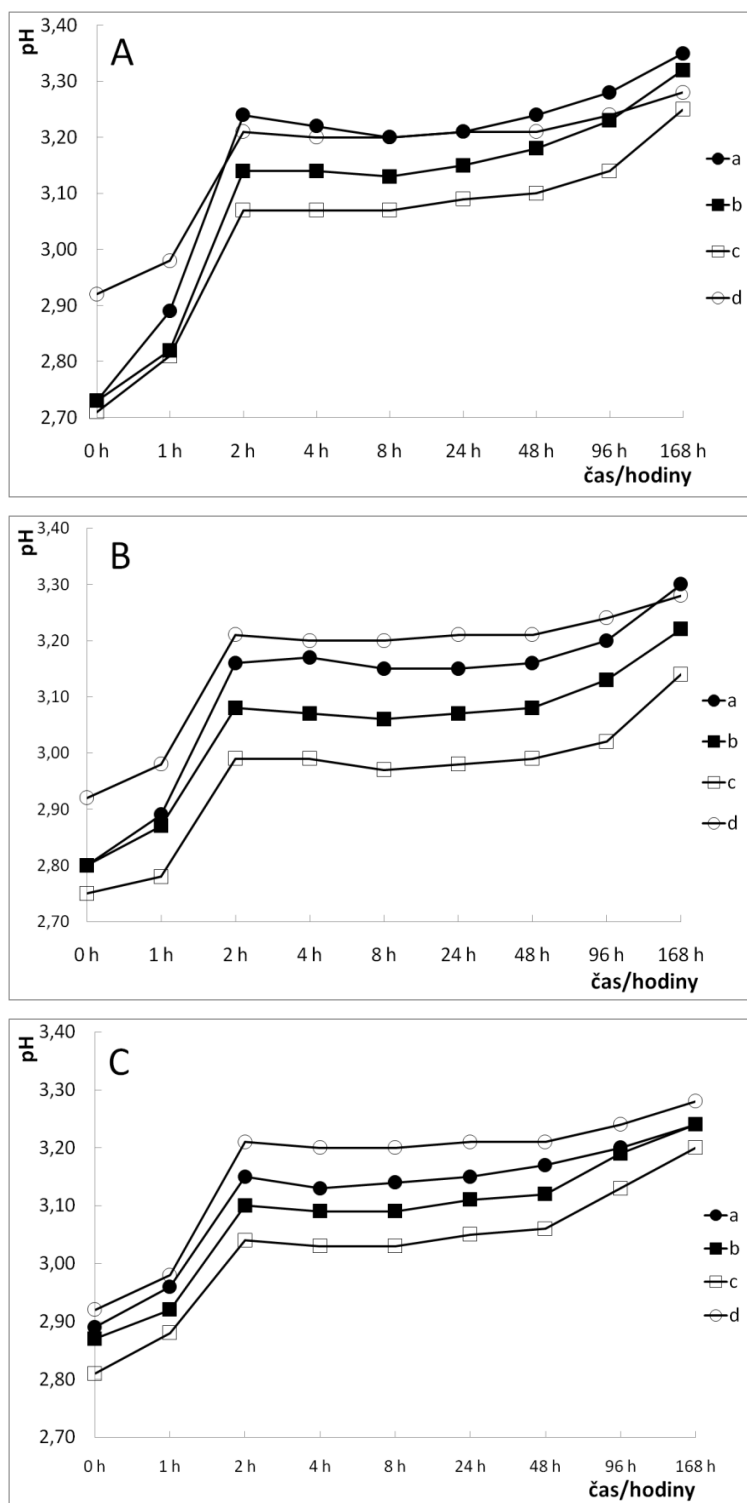 pH
A
3,40
3,30
3,20
3,10
3,00
2,90
2,80
2,70
0 h 1 h 2 h 4 h 8 h 24 h 48 h 96 h 168 h
čas/hodiny
a
b
c
d
pH
B
3,40
3,30
3,20
3,10
3,00
2,90
2,80
2,70
0 h 1 h 2 h 4 h 8 h 24 h 48 h 96 h 168 h
čas/hodiny
a
b
c
d
pH
C
3,40
3,30
3,20
3,10
3,00
2,90
2,80
2,70
0 h 1 h 2 h 4 h 8 h 24 h 48 h 96 h 168 h
čas/hodiny
a
b
c
d